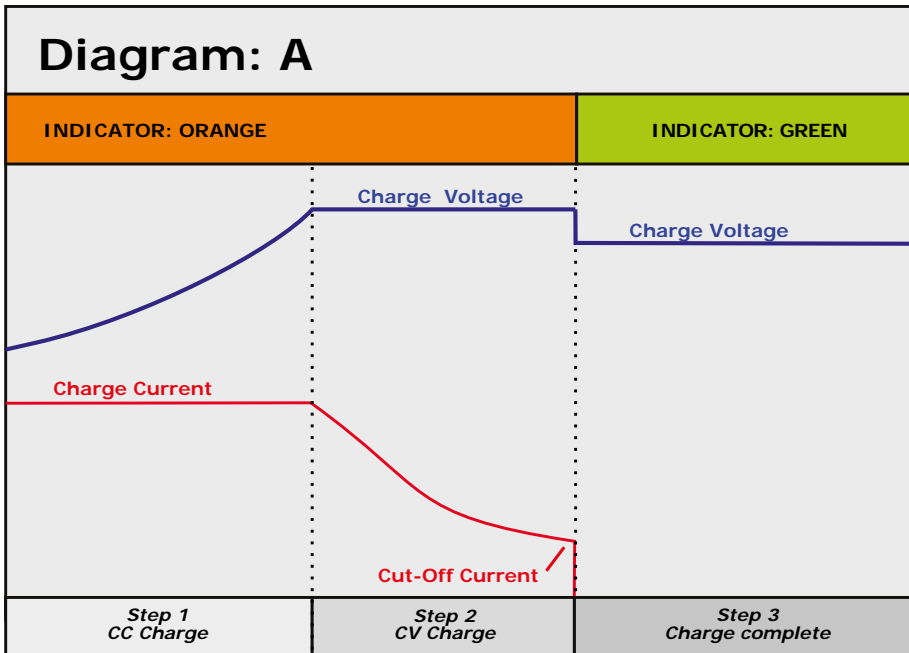 Diagram: A
INDICATOR: ORANGE
INDICATOR: GREEN
Charge Voltage
Charge Voltage
Charge Current
Cut-Off Current
Step 1
CC Charge
Step 2
CV Charge
Step 3
Charge complete